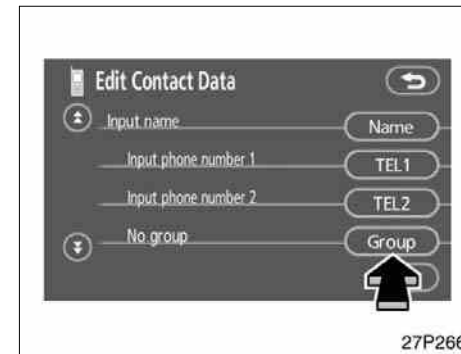 Edit Contact Data
Input name
Name
Input phone number 1
TEL1
Input phone number 2
TEL2
No group
Group
27P266